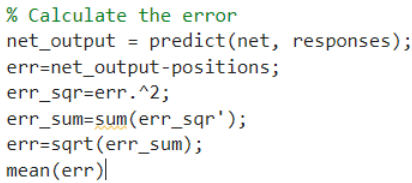 % Calculate the error
net_output = predict(net, responses);
err=net_output-positions;
err_sqr=err.^2;
err_sum=sum(err_sqr');
err=sqrt(err_sum);
mean(err)